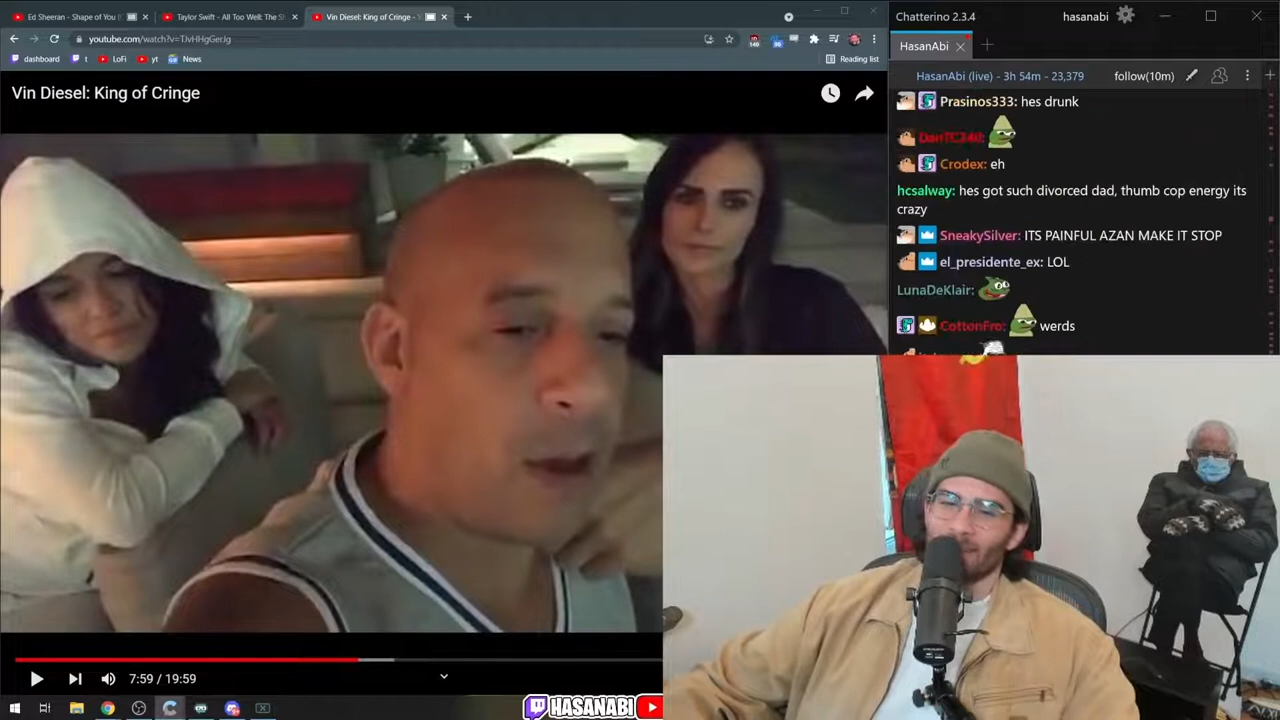 Ed Sheeran - Shape of You (
Taylor Swift - All Too Well: The S
Vin Diesel: King of Cringe - Y
youtube.com/watch?v=TJvHHgGerJg
dashboard
t
LoFi
yt
News
Reading list
Vin Diesel: King of Cringe
7:59 / 19:59
Chatterino 2.3.4
hasanabi
HasanAbi
HasanAbi (live) - 3h 54m - 23,379
follow(10m)
Prasinos333: hes drunk
DanTC340:
Crodex: eh
hcsalway: hes got such divorced dad, thumb cop energy its
crazy
SneakySilver: ITS PAINFUL AZAN MAKE IT STOP
el_presidente_ex: LOL
LunaDeKlair:
CottonFro: werds
HASANABI